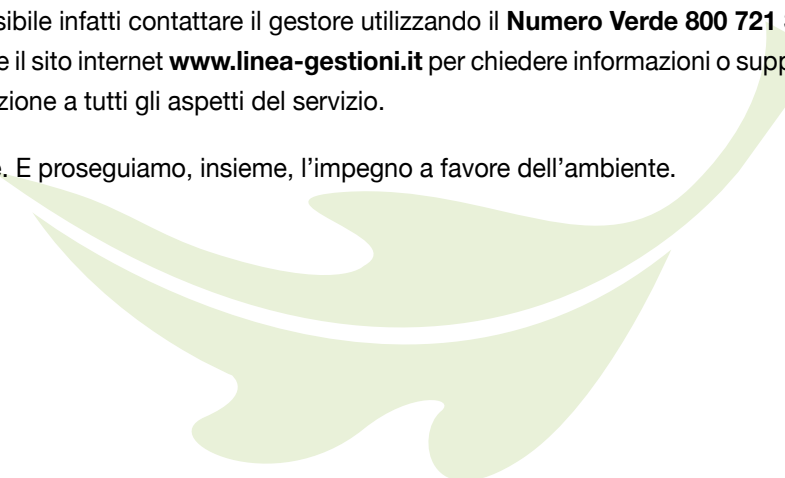 sibile infatti contattare il gestore utilizzando il Numero Verde 800 721
e il sito internet www.linea-gestioni.it per chiedere informazioni o supp
zione a tutti gli aspetti del servizio.
e. E proseguiamo, insieme, l’impegno a favore dell’ambiente.